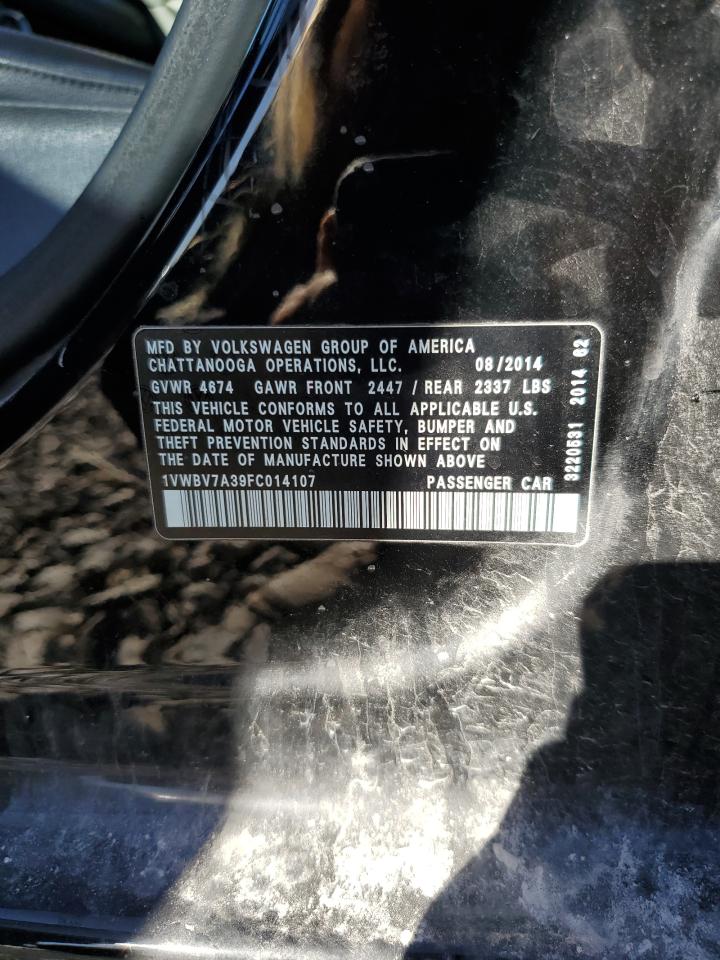 MFD BY VOLKSWAGEN GROUP OF AMERICA
CHATTANOOGA OPERATIONS, LLC. 08/2014
GVWR 4674 GAWR FRONT 2447 / REAR 2337 LBS
THIS VEHICLE CONFORMS TO ALL APPLICABLE U.S.
FEDERAL MOTOR VEHICLE SAFETY, BUMPER AND
THEFT PREVENTION STANDARDS IN EFFECT ON
THE DATE OF MANUFACTURE SHOWN ABOVE
1VWBV7A39FC014107 PASSENGER CAR
3220531 2014 02